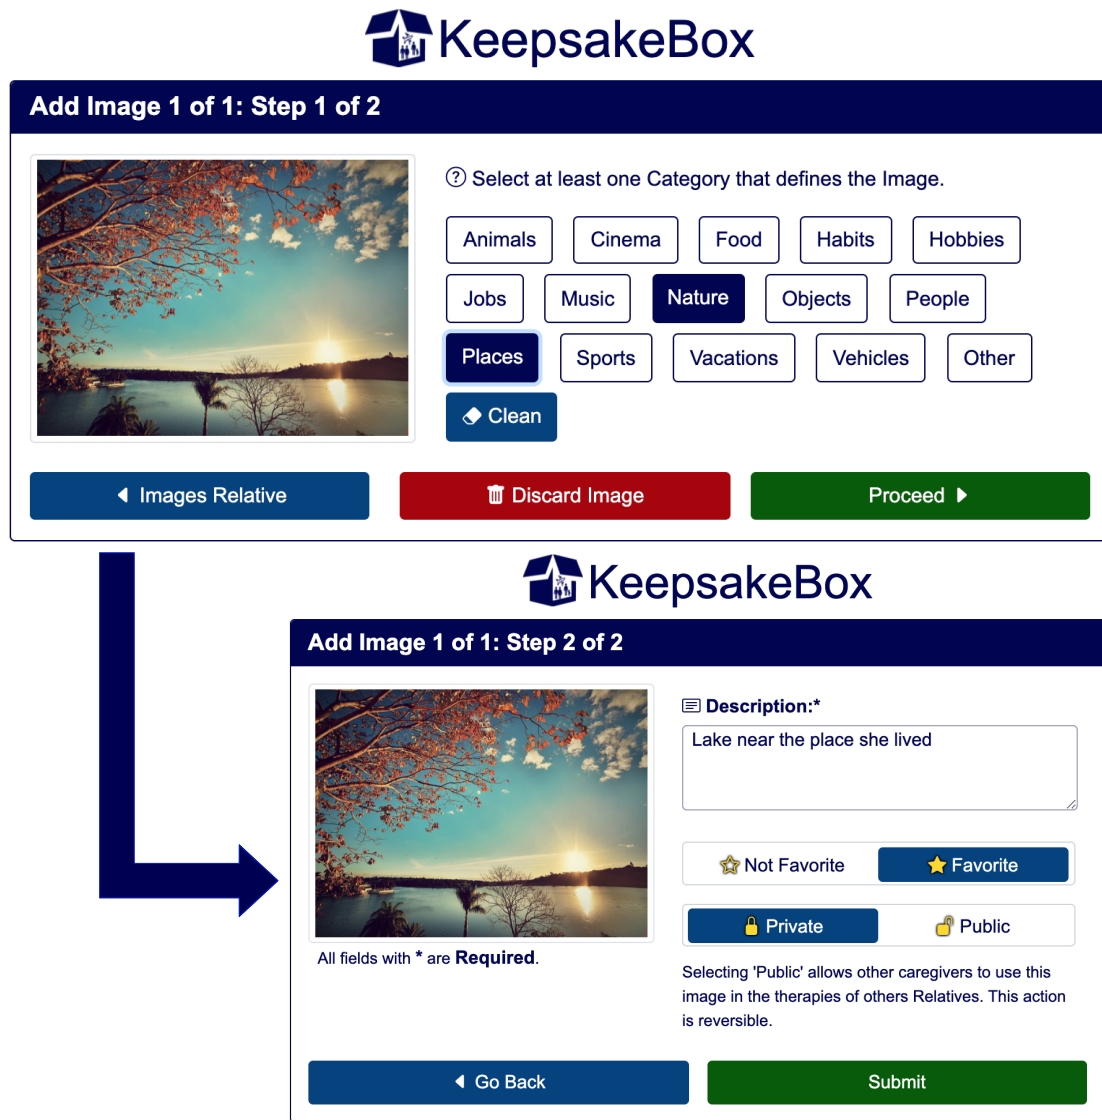 KeepsakeBox
Add Image 1 of 1: Step 1 of 2
Select at least one Category that defines the Image.
Animals Cinema Food Habits Hobbies
Jobs Music Nature Objects People
Places Sports Vacations Vehicles Other
Clean
Images Relative Discard Image Proceed
KeepsakeBox
Add Image 1 of 1: Step 2 of 2
Description:*
Lake near the place she lived
Not Favorite Favorite
Private Public
All fields with * are Required.
Selecting 'Public' allows other caregivers to use this
image in the therapies of others Relatives. This action
is reversible.
Go Back Submit